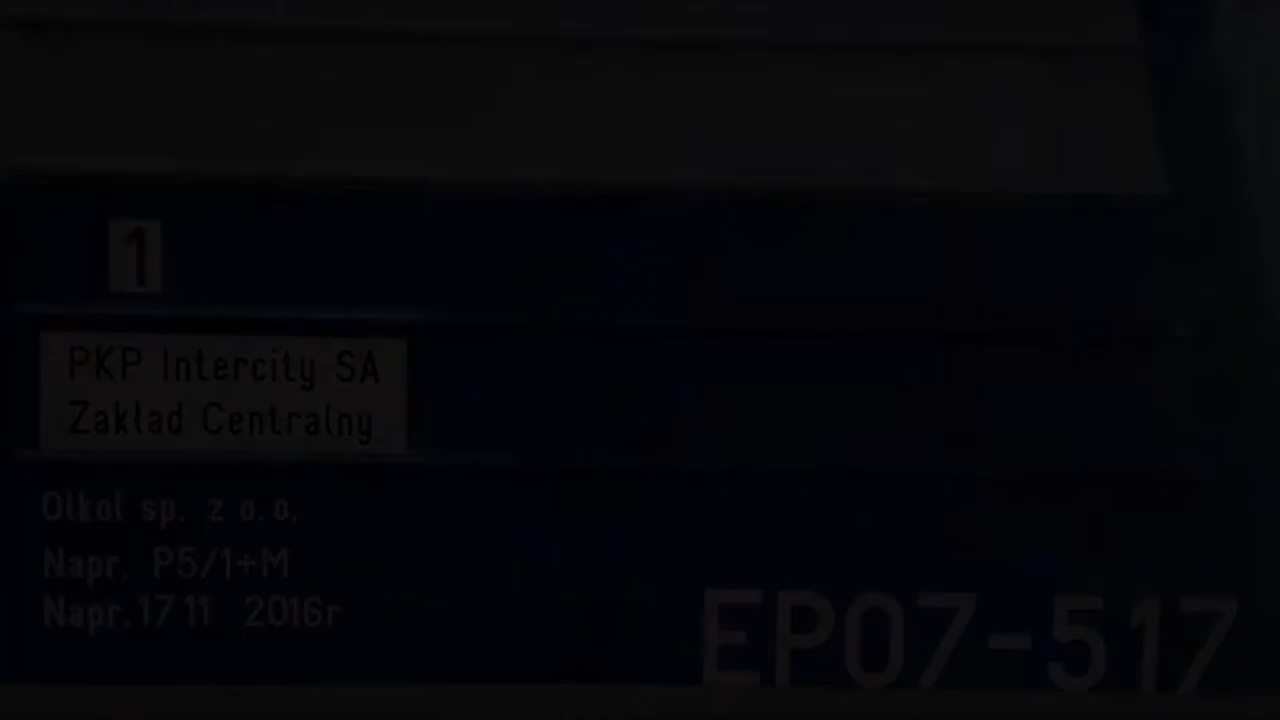 1
PKP Intercity SA
Zakład Centralny
Olkol sp. z o.o.
Napr. P5/1+M
Napr. 17 11 2016r
EP07-517